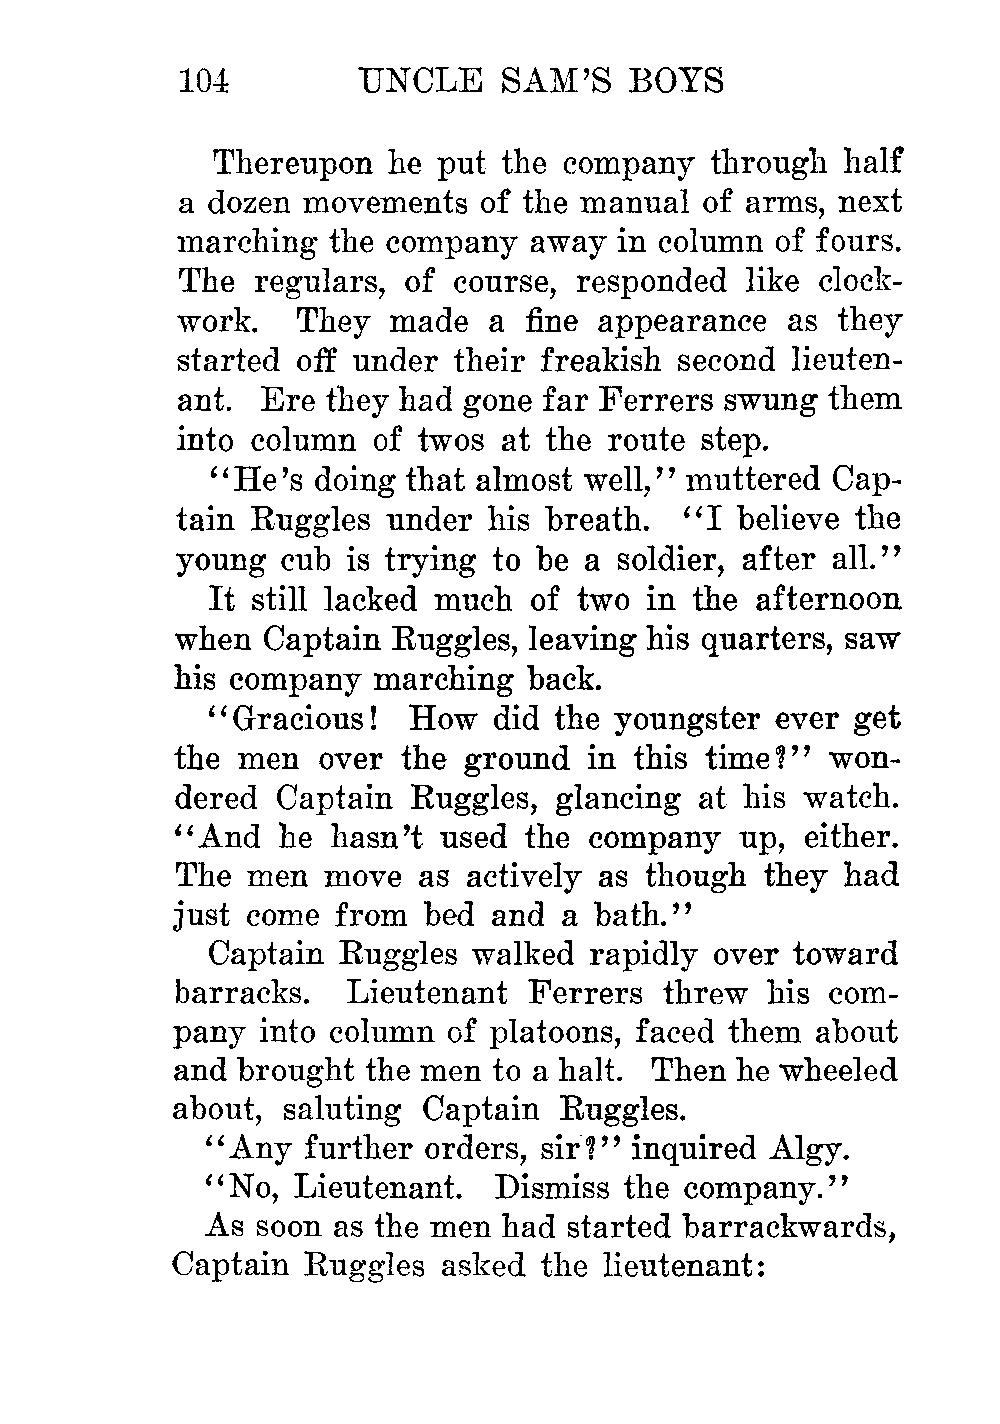 104 UNCLE SAM'S BOYS
Thereupon he put the company through half
a dozen movements of the manual of arms, next
marching the company away in column of fours.
The regulars, of course, responded like clock-
work. They made a fine appearance as they
started off under their freakish second lieuten-
ant. Ere they had gone far Ferrers swung them
into column of twos at the route step.
"He's doing that almost well," muttered Cap-
tain Ruggles under his breath. "I believe the
young cub is trying to be a soldier, after all."
It still lacked much of two in the afternoon
when Captain Ruggles, leaving his quarters, saw
his company marching back.
"Gracious! How did the youngster ever get
the men over the ground in this time?" won-
dered Captain Ruggles, glancing at his watch.
"And he hasn't used the company up, either.
The men move as actively as though they had
just come from bed and a bath."
Captain Ruggles walked rapidly over toward
barracks. Lieutenant Ferrers threw his com-
pany into column of platoons, faced them about
and brought the men to a halt. Then he wheeled
about, saluting Captain Ruggles.
"Any further orders, sir?" inquired Algy.
"No, Lieutenant. Dismiss the company."
As soon as the men had started barrackwards,
Captain Ruggles asked the lieutenant: